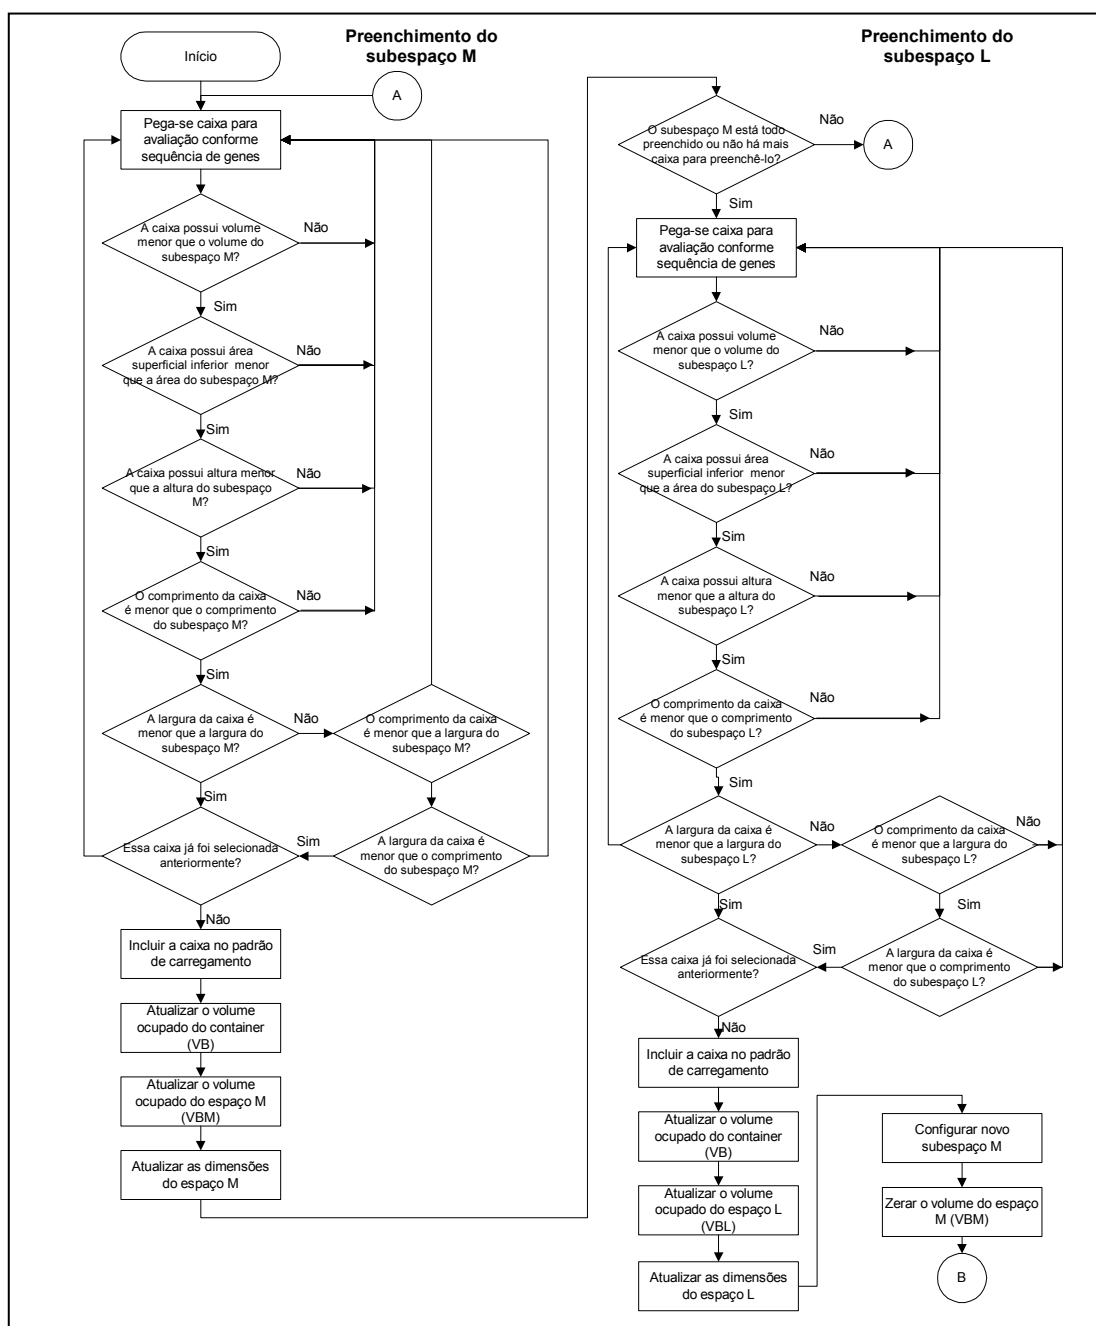 Preenchimento do
subespaço M
Início
A
Pega-se caixa para
avaliação conforme
sequência de genes
A caixa possui volume
menor que o volume do
subespaço M?
Não
Sim
A caixa possui área
superficial inferior menor
que a área do subespaço M?
Não
Sim
A caixa possui altura menor
que a altura do subespaço
M?
Não
Sim
O comprimento da caixa
é menor que o comprimento
do subespaço M?
Não
Sim
A largura da caixa é
menor que a largura do
subespaço M?
Não
O comprimento da caixa
é menor que a largura do
subespaço M?
Sim
Essa caixa já foi selecionada
anteriormente?
Sim
A largura da caixa é
menor que o comprimento
do subespaço M?
Não
Incluir a caixa no padrão
de carregamento
Atualizar o volume
ocupado do container
(VB)
Atualizar o volume
ocupado do espaço M
(VBM)
Atualizar as dimensões
do espaço M
Preenchimento do
subespaço L
O subespaço M está todo
preenchido ou não há mais
caixa para preenchê-lo?
Não
A
Sim
Pega-se caixa para
avaliação conforme
sequência de genes
A caixa possui volume
menor que o volume do
subespaço L?
Não
Sim
A caixa possui área
superficial inferior menor
que a área do subespaço L?
Não
Sim
A caixa possui altura
menor que a altura do
subespaço L?
Não
Sim
O comprimento da caixa
é menor que o comprimento
do subespaço L?
Não
Sim
A largura da caixa é
menor que a largura do
subespaço L?
Não
O comprimento da caixa
é menor que a largura do
subespaço L?
Não
Sim
Sim
Essa caixa já foi selecionada
anteriormente?
Sim
A largura da caixa é
menor que o comprimento
do subespaço L?
Não
Incluir a caixa no padrão
de carregamento
Atualizar o volume
ocupado do container
(VB)
Atualizar o volume
ocupado do espaço L
(VBL)
Atualizar as dimensões
do espaço L
Configurar novo
subespaço M
Zerar o volume do espaço
M (VBM)
B